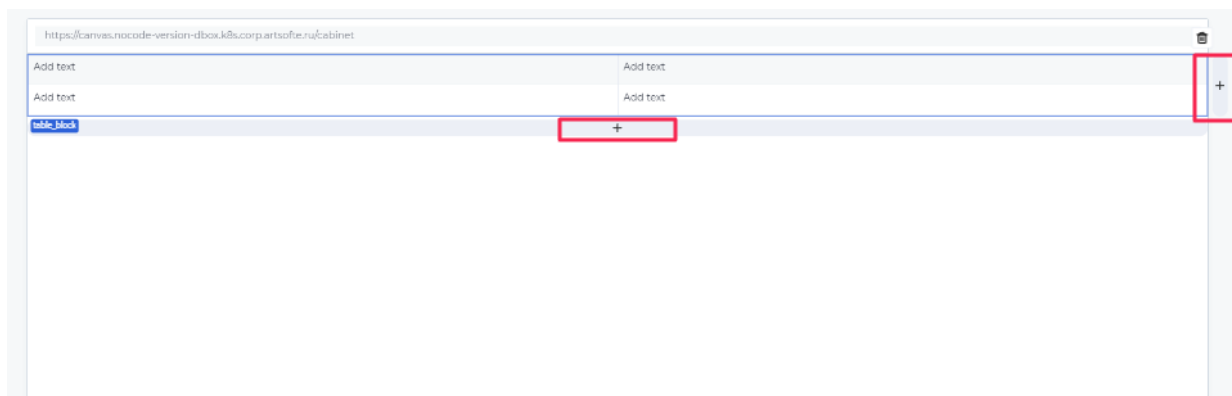 https://canvas.nocode-version-dbox.k8s.corp.artsofte.ru/cabinet
Add text Add text
+
Add text Add text
table_block +